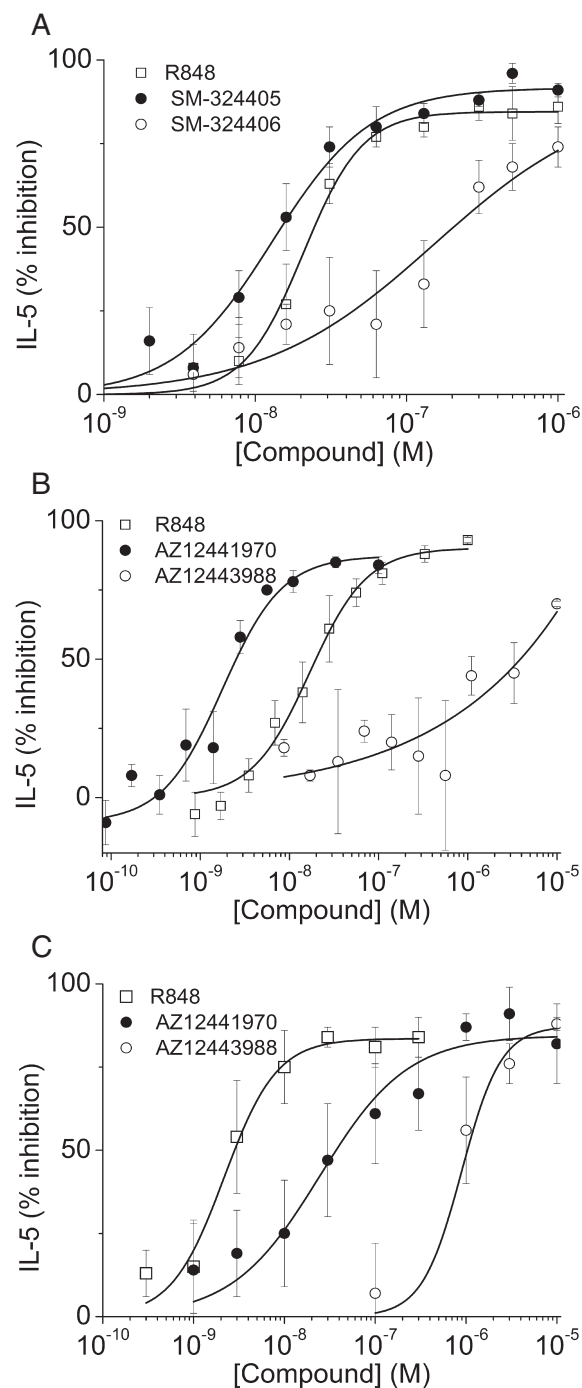 A
100
50
0
IL-5 (% inhibition)
R848
SM-324405
SM-324406
10-9
10-8
10-7
10-6
[Compound] (M)
B
100
50
0
IL-5 (% inhibition)
R848
AZ12441970
AZ12443988
10-10
10-9
10-8
10-7
10-6
10-5
[Compound] (M)
C
100
50
0
IL-5 (% inhibition)
R848
AZ12441970
AZ12443988
10-10
10-9
10-8
10-7
10-6
10-5
[Compound] (M)